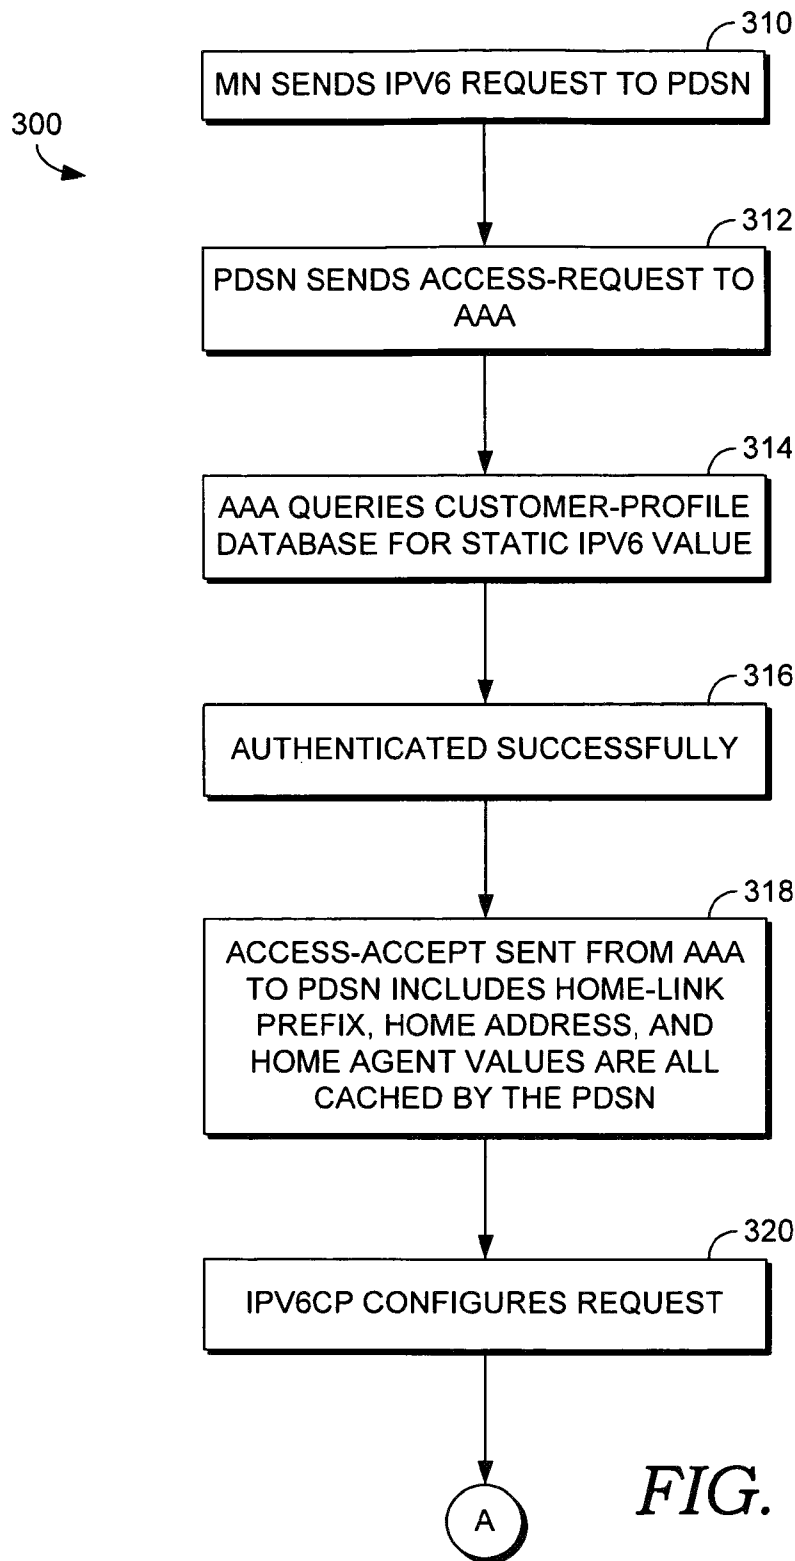 310
MN SENDS IPV6 REQUEST TO PDSN
300
312
PDSN SENDS ACCESS-REQUEST TO
AAA
314
AAA QUERIES CUSTOMER-PROFILE
DATABASE FOR STATIC IPV6 VALUE
316
AUTHENTICATED SUCCESSFULLY
318
ACCESS-ACCEPT SENT FROM AAA
TO PDSN INCLUDES HOME-LINK
PREFIX, HOME ADDRESS, AND
HOME AGENT VALUES ARE ALL
CACHED BY THE PDSN
320
IPV6CP CONFIGURES REQUEST
A
FIG.